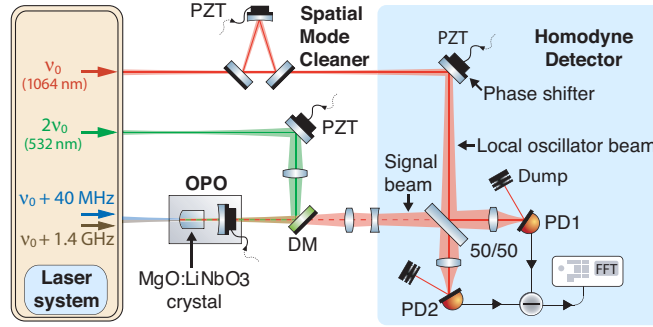 PZT
Spatial
Mode
Cleaner
PZT
Homodyne
Detector
ν0
(1064 nm)
Phase shifter
2ν0
(532 nm)
PZT
Local oscillator beam
Signal
beam
Dump
OPO
ν0 + 40 MHz
ν0 + 1.4 GHz
DM
50/50
PD1
Laser
system
MgO:LiNbO3
crystal
PD2
FFT